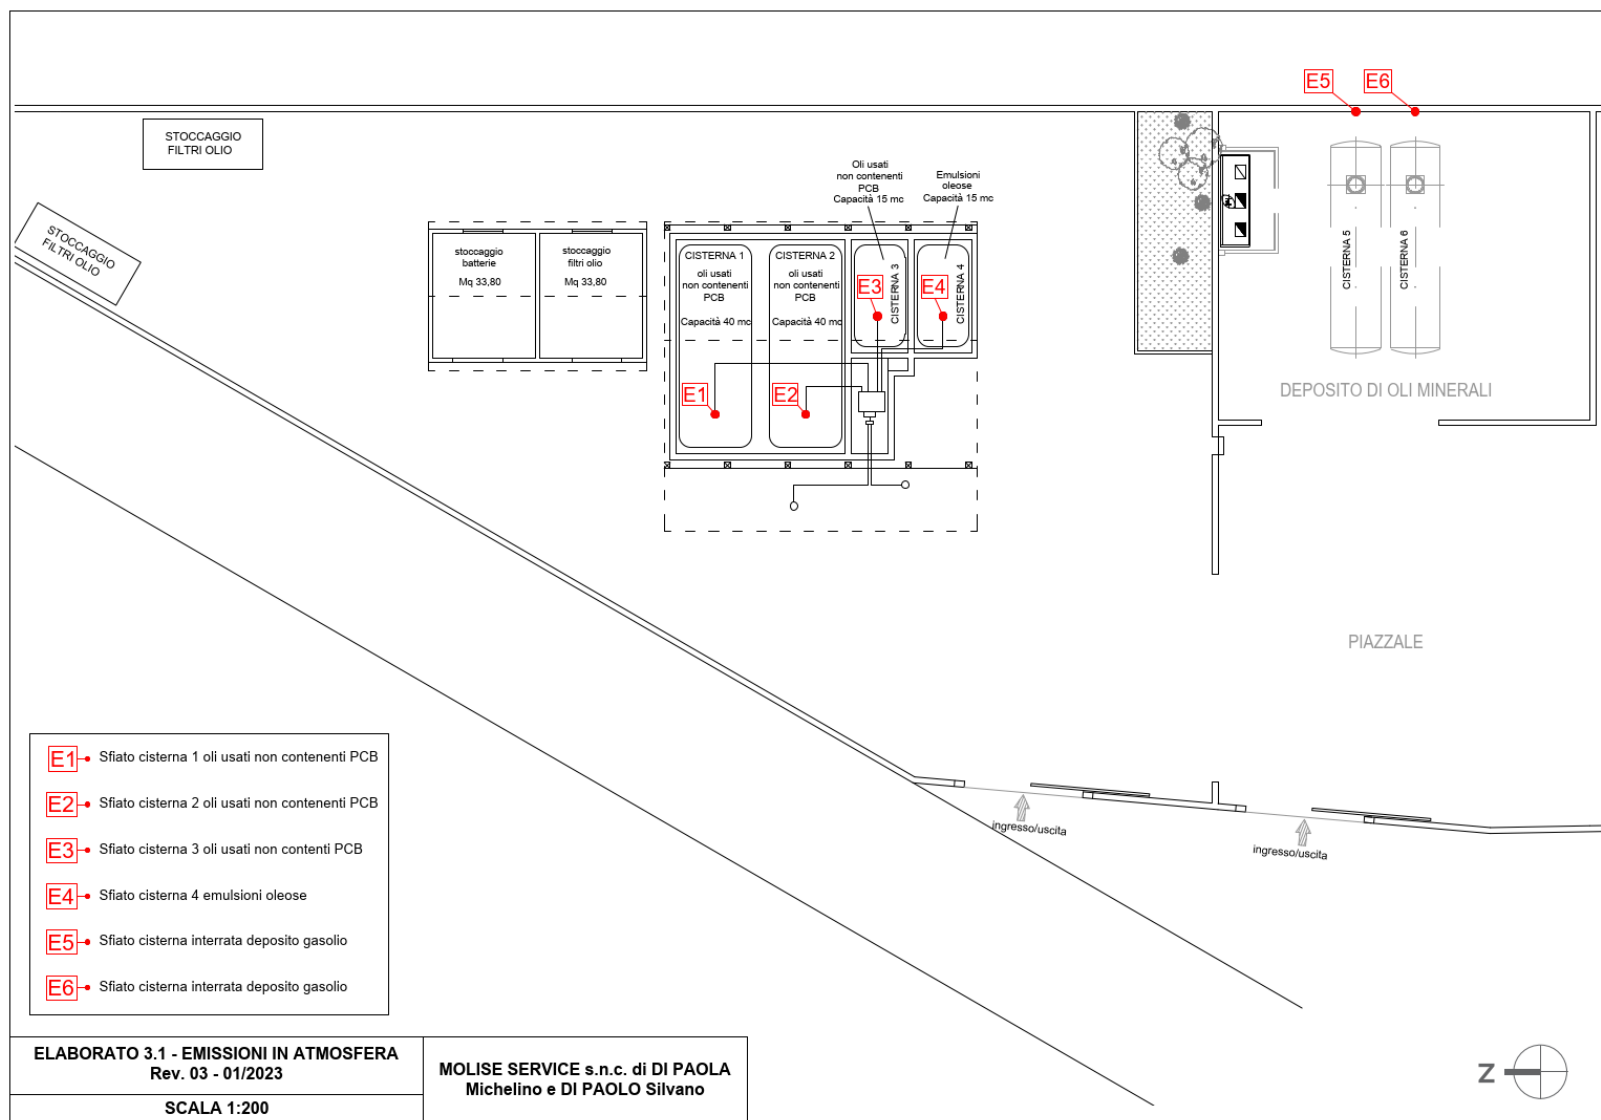 E5
E6
STOCCAGGIO
FILTRI OLIO
STOCCAGGIO
FILTRI OLIO
Oli usati
non contenenti
PCB
Capacità 15 mc
Emulsioni
oleose
Capacità 15 mc
stoccaggio
batterie
Mq 33,80
stoccaggio
filtri olio
Mq 33,80
CISTERNA 1
oli usati
non contenenti
PCB
Capacità 40 mc
CISTERNA 2
oli usati
non contenenti
PCB
Capacità 40 mc
E3
CISTERNA 3
E4
CISTERNA 4
E1
E2
CISTERNA 5
CISTERNA 6
DEPOSITO DI OLI MINERALI
PIAZZALE
ingresso/uscita
ingresso/uscita
E1 Sfiato cisterna 1 oli usati non contenenti PCB
E2 Sfiato cisterna 2 oli usati non contenenti PCB
E3 Sfiato cisterna 3 oli usati non contenti PCB
E4 Sfiato cisterna 4 emulsioni oleose
E5 Sfiato cisterna interrata deposito gasolio
E6 Sfiato cisterna interrata deposito gasolio
ELABORATO 3.1 - EMISSIONI IN ATMOSFERA
Rev. 03 - 01/2023
SCALA 1:200
MOLISE SERVICE s.n.c. di DI PAOLA
Michelino e DI PAOLO Silvano
Z